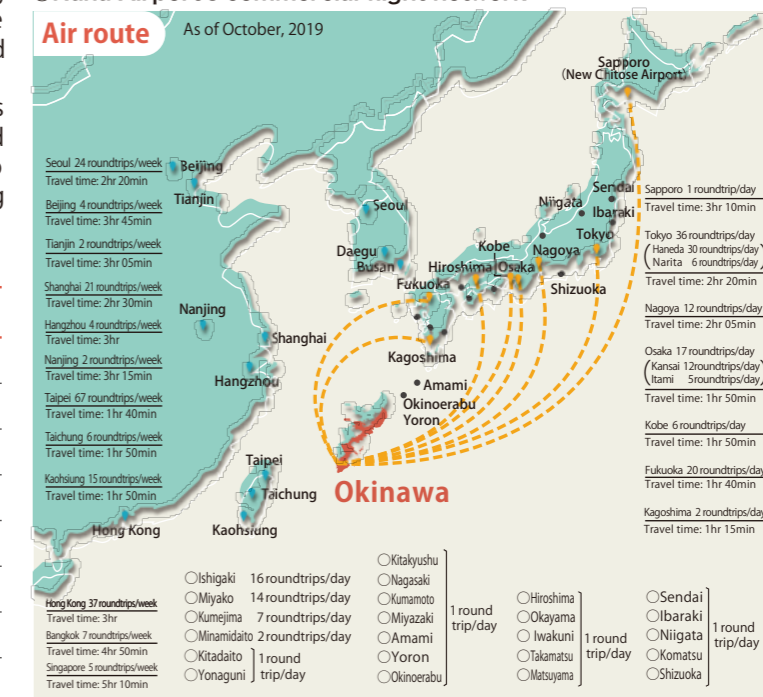 Air route
As of October, 2019
Sapporo
(New Chitose Airport)
Seoul 24 roundtrips/week
Travel time: 2hr 20min
Beijing 4 roundtrips/week
Travel time: 3hr 45min
Tianjin 2 roundtrips/week
Travel time: 3hr 05min
Shanghai 21 roundtrips/week
Travel time: 2hr 30min
Hangzhou 4 roundtrips/week
Travel time: 3hr
Nanjing 2 roundtrips/week
Travel time: 3hr 15min
Taipei 67 roundtrips/week
Travel time: 1hr 40min
Taichung 6 roundtrips/week
Travel time: 1hr 50min
Kaohsiung 15 roundtrips/week
Travel time: 1hr 50min
Hong Kong 37 roundtrips/week
Travel time: 3hr
Bangkok 7 roundtrips/week
Travel time: 4hr 50min
Singapore 5 roundtrips/week
Travel time: 5hr 10min
Beijing
Tianjin
Seoul
Daegu
Busan
Nanjing
Shanghai
Hangzhou
Taipei
Taichung
Kaohsiung
Hong Kong
Sendai
Niigata
Ibaraki
Tokyo
Kobe
Nagoya
Hiroshima
Osaka
Fukuoka
Shizuoka
Kagoshima
Amami
Okinoerabu
Yoron
Okinawa
Sapporo 1 roundtrip/day
Travel time: 3hr 10min
Tokyo 36 roundtrips/day
(Haneda 30 roundtrips/day
Narita 6 roundtrips/day)
Travel time: 2hr 20min
Nagoya 12 roundtrips/day
Travel time: 2hr 05min
Osaka 17 roundtrips/day
(Kansai 12roundtrips/day
Itami 5roundtrips/day)
Travel time: 1hr 50min
Kobe 6 roundtrips/day
Travel time: 1hr 50min
Fukuoka 20 roundtrips/day
Travel time: 1hr 40min
Kagoshima 2 roundtrips/day
Travel time: 1hr 15min
○Ishigaki 16 roundtrips/day
○Miyako 14 roundtrips/day
○Kumejima 7 roundtrips/day
○Minamidaito 2 roundtrips/day
○Kitadaito
○Yonaguni
1 round
trip/day
○Kitakyushu
○Nagasaki
○Kumamoto
○Miyazaki
○Amami
○Yoron
○Okinoerabu
1 round
trip/day
○Hiroshima
○Okayama
○Iwakuni
○Takamatsu
○Matsuyama
1 round
trip/day
○Sendai
○Ibaraki
○Niigata
○Komatsu
○Shizuoka
1 round
trip/day